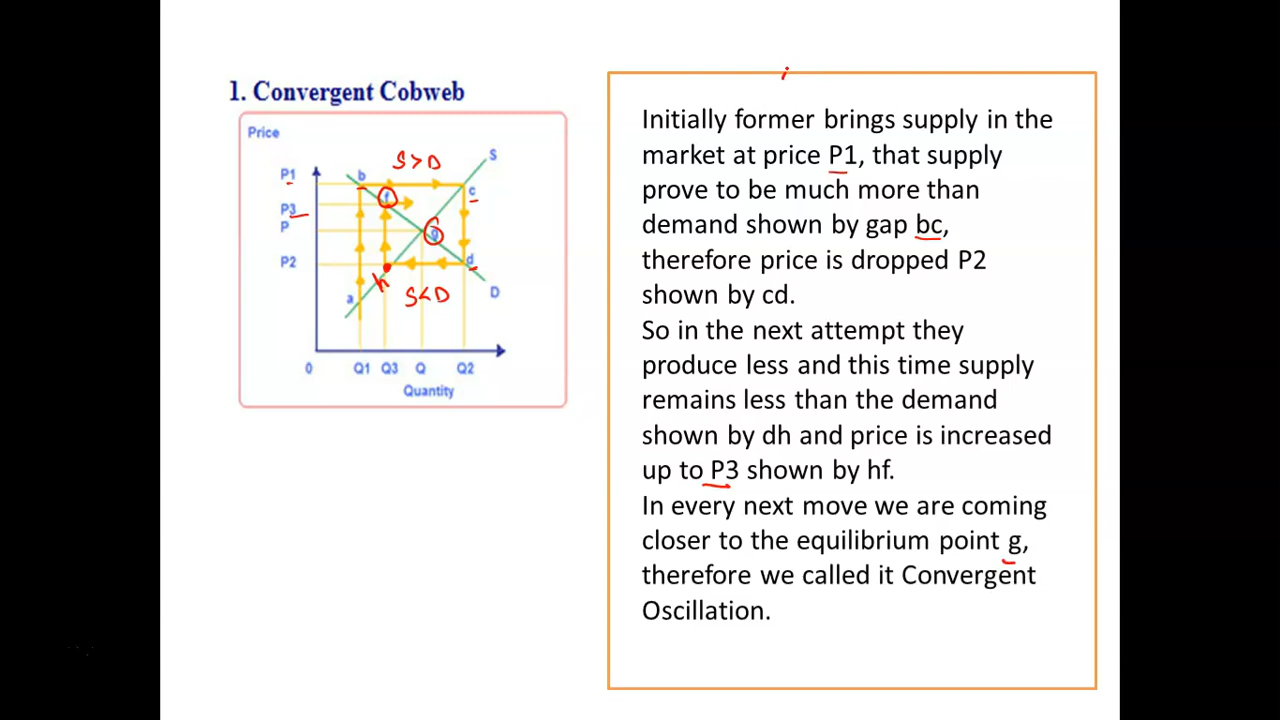 1. Convergent Cobweb
Price
P1
P3
P
P2
S>D
b
S
c
f
g
d
h
a
S<D
D
0
Q1 Q3 Q Q2
Quantity
Initially former brings supply in the
market at price P1, that supply
prove to be much more than
demand shown by gap bc,
therefore price is dropped P2
shown by cd.
So in the next attempt they
produce less and this time supply
remains less than the demand
shown by dh and price is increased
up to P3 shown by hf.
In every next move we are coming
closer to the equilibrium point g,
therefore we called it Convergent
Oscillation.